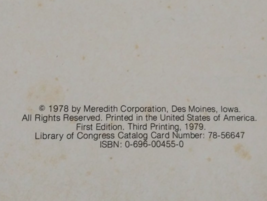 © 1978 by Meredith Corporation, Des Moines, Iowa.
All Rights Reserved. Printed in the United States of America.
First Edition. Third Printing, 1979.
Library of Congress Catalog Card Number: 78-56647
ISBN: 0-696-00455-0